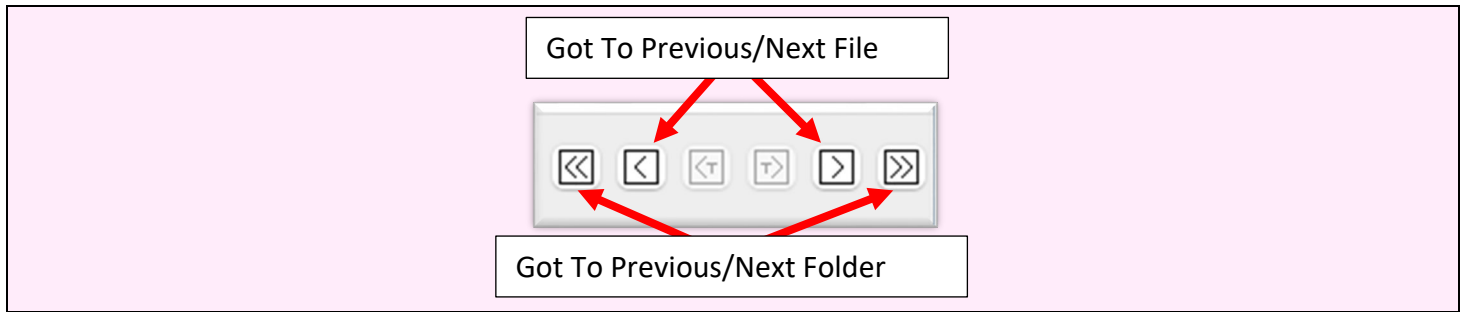 Got To Previous/Next File
<< < <T T> > >>
Got To Previous/Next Folder